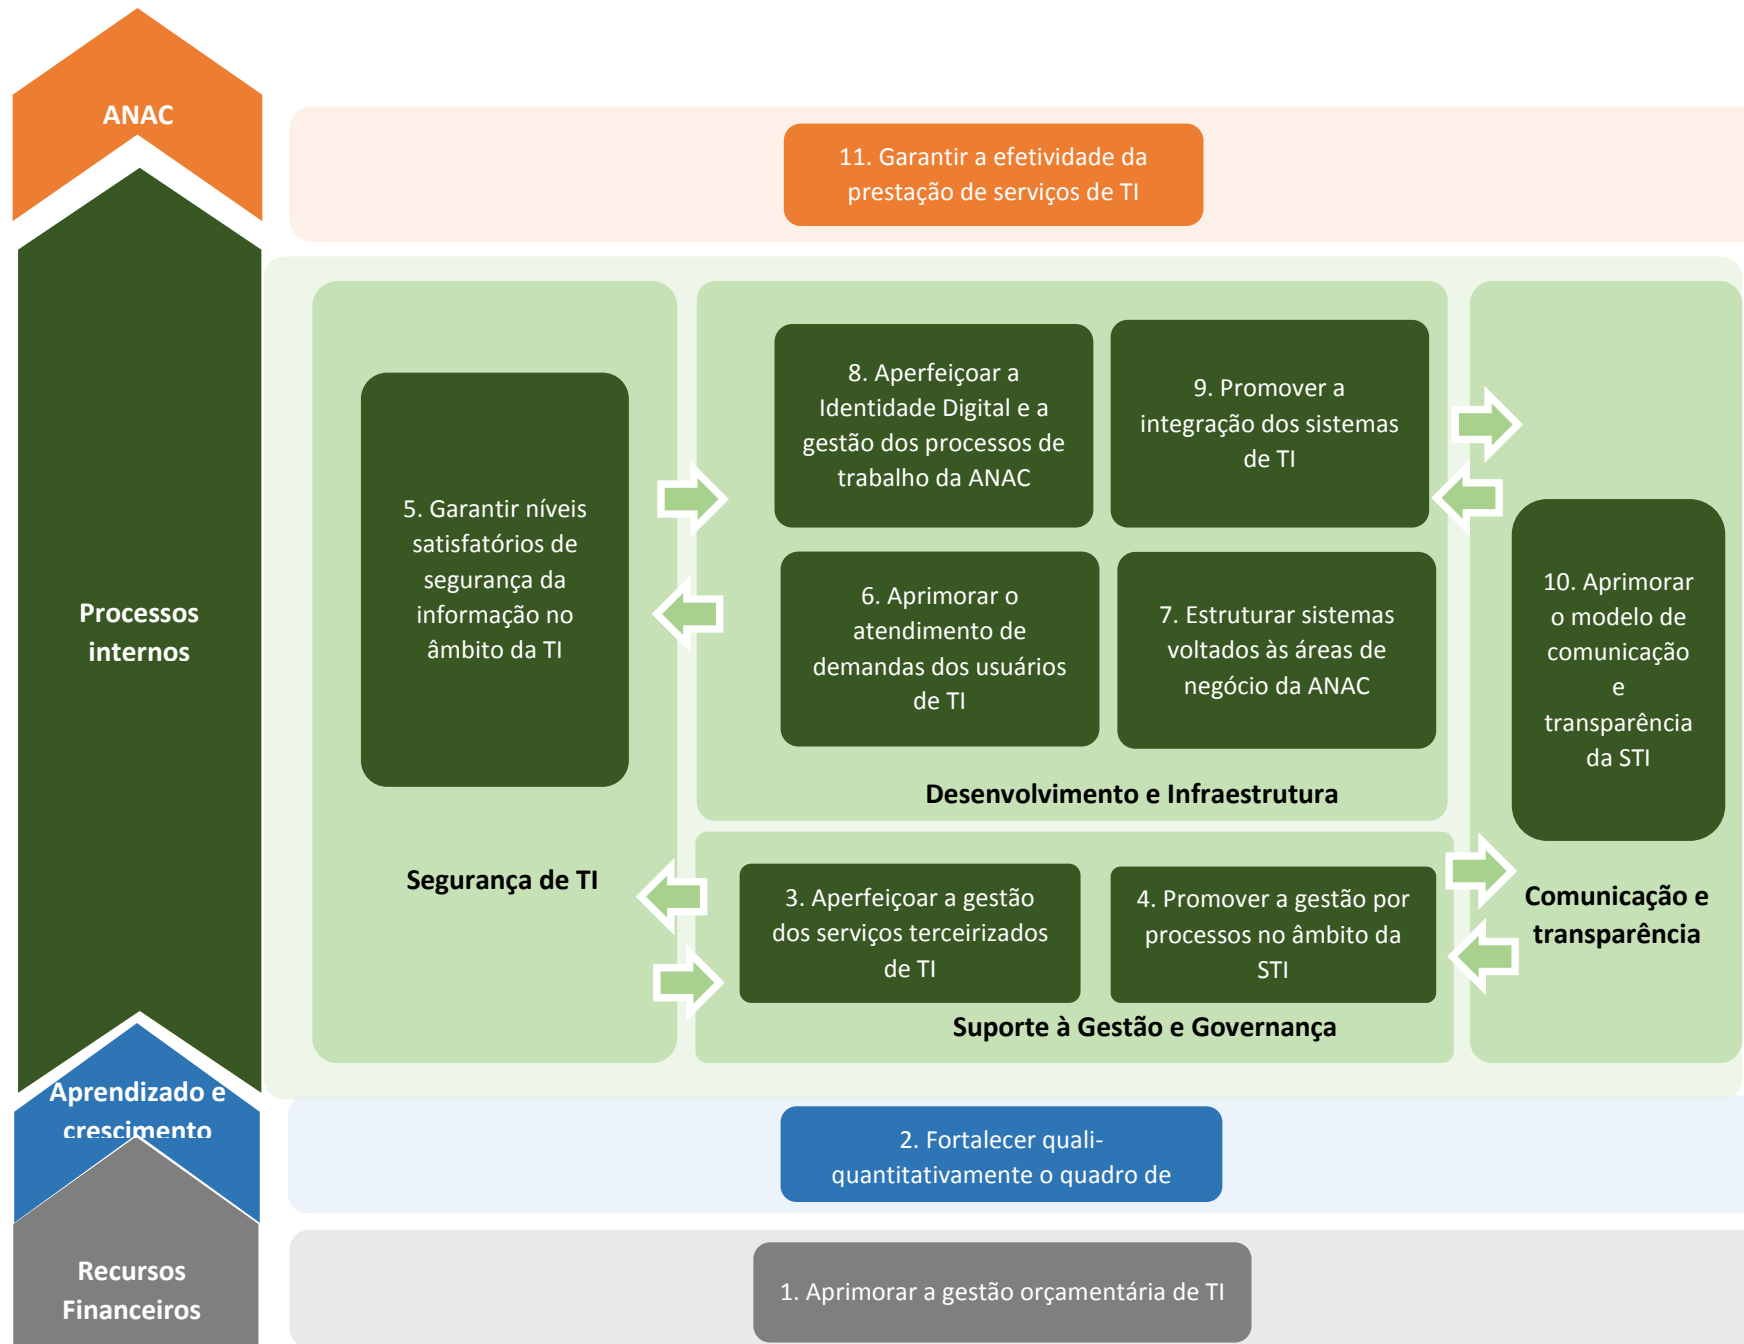 ANAC
11. Garantir a efetividade da
prestação de serviços de TI
Processos
internos
8. Aperfeiçoar a
Identidade Digital e a
gestão dos processos de
trabalho da ANAC
9. Promover a
integração dos sistemas
de TI
5. Garantir níveis
satisfatórios de
segurança da
informação no
âmbito da TI
6. Aprimorar o
atendimento de
demandas dos usuários
de TI
7. Estruturar sistemas
voltados às áreas de
negócio da ANAC
10. Aprimorar
o modelo de
comunicação
e
transparência
da STI
Desenvolvimento e Infraestrutura
Segurança de TI
3. Aperfeiçoar a gestão
dos serviços terceirizados
de TI
4. Promover a gestão por
processos no âmbito da
STI
Comunicação e
transparência
Suporte à Gestão e Governança
Aprendizado e
crescimento
2. Fortalecer quali-
quantitativamente o quadro de
Recursos
Financeiros
1. Aprimorar a gestão orçamentária de TI